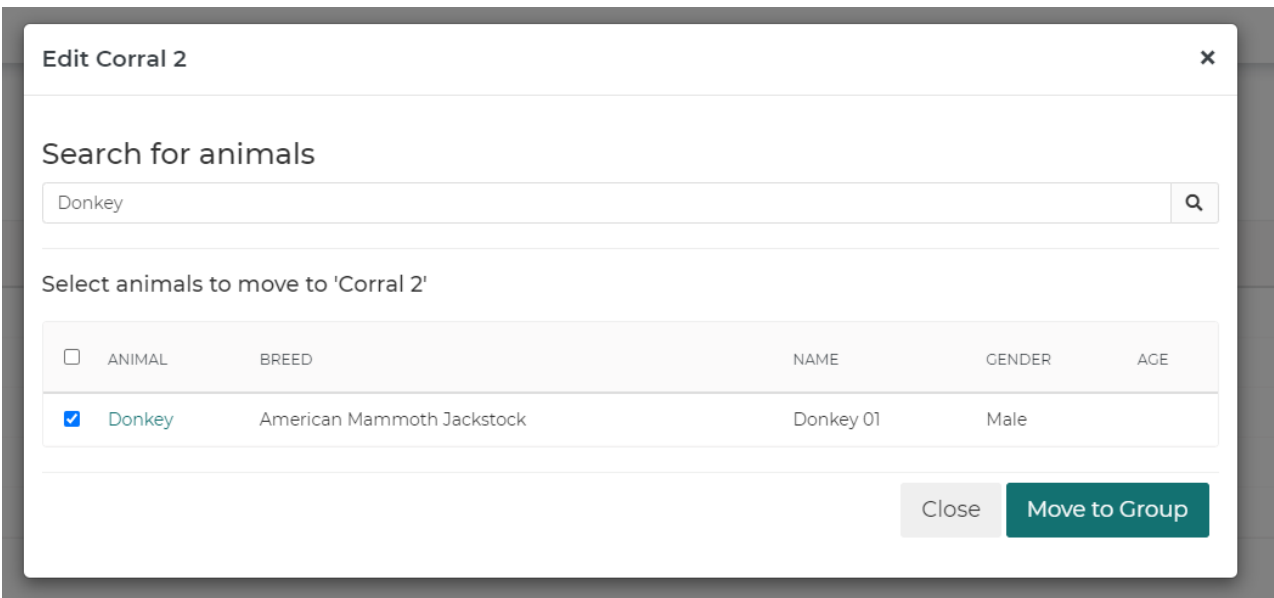 Edit Corral 2 ×
Search for animals
Donkey
Select animals to move to 'Corral 2'
ANIMAL BREED NAME GENDER AGE
Donkey American Mammoth Jackstock Donkey 01 Male
Close Move to Group